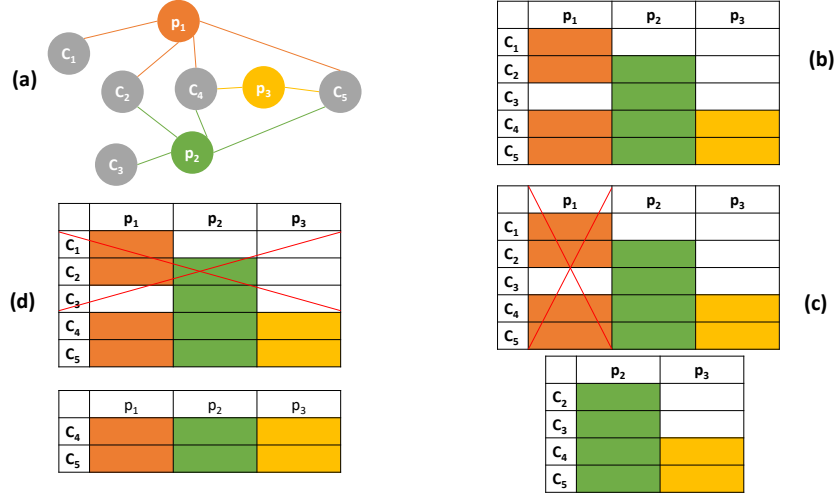 p₁
C₁
(a)
C₂
C₄
p₃
C₅
C₃
p₂
p₁ p₂ p₃
C₁
C₂
(b)
C₃
C₄
C₅
p₁ p₂ p₃
C₁
C₂
C₃
C₄
(c)
C₅
p₂ p₃
C₂
C₃
C₄
C₅
p₁ p₂ p₃
C₁
C₂
(d)
C₃
C₄
C₅
p₁ p₂ p₃
C₄
C₅